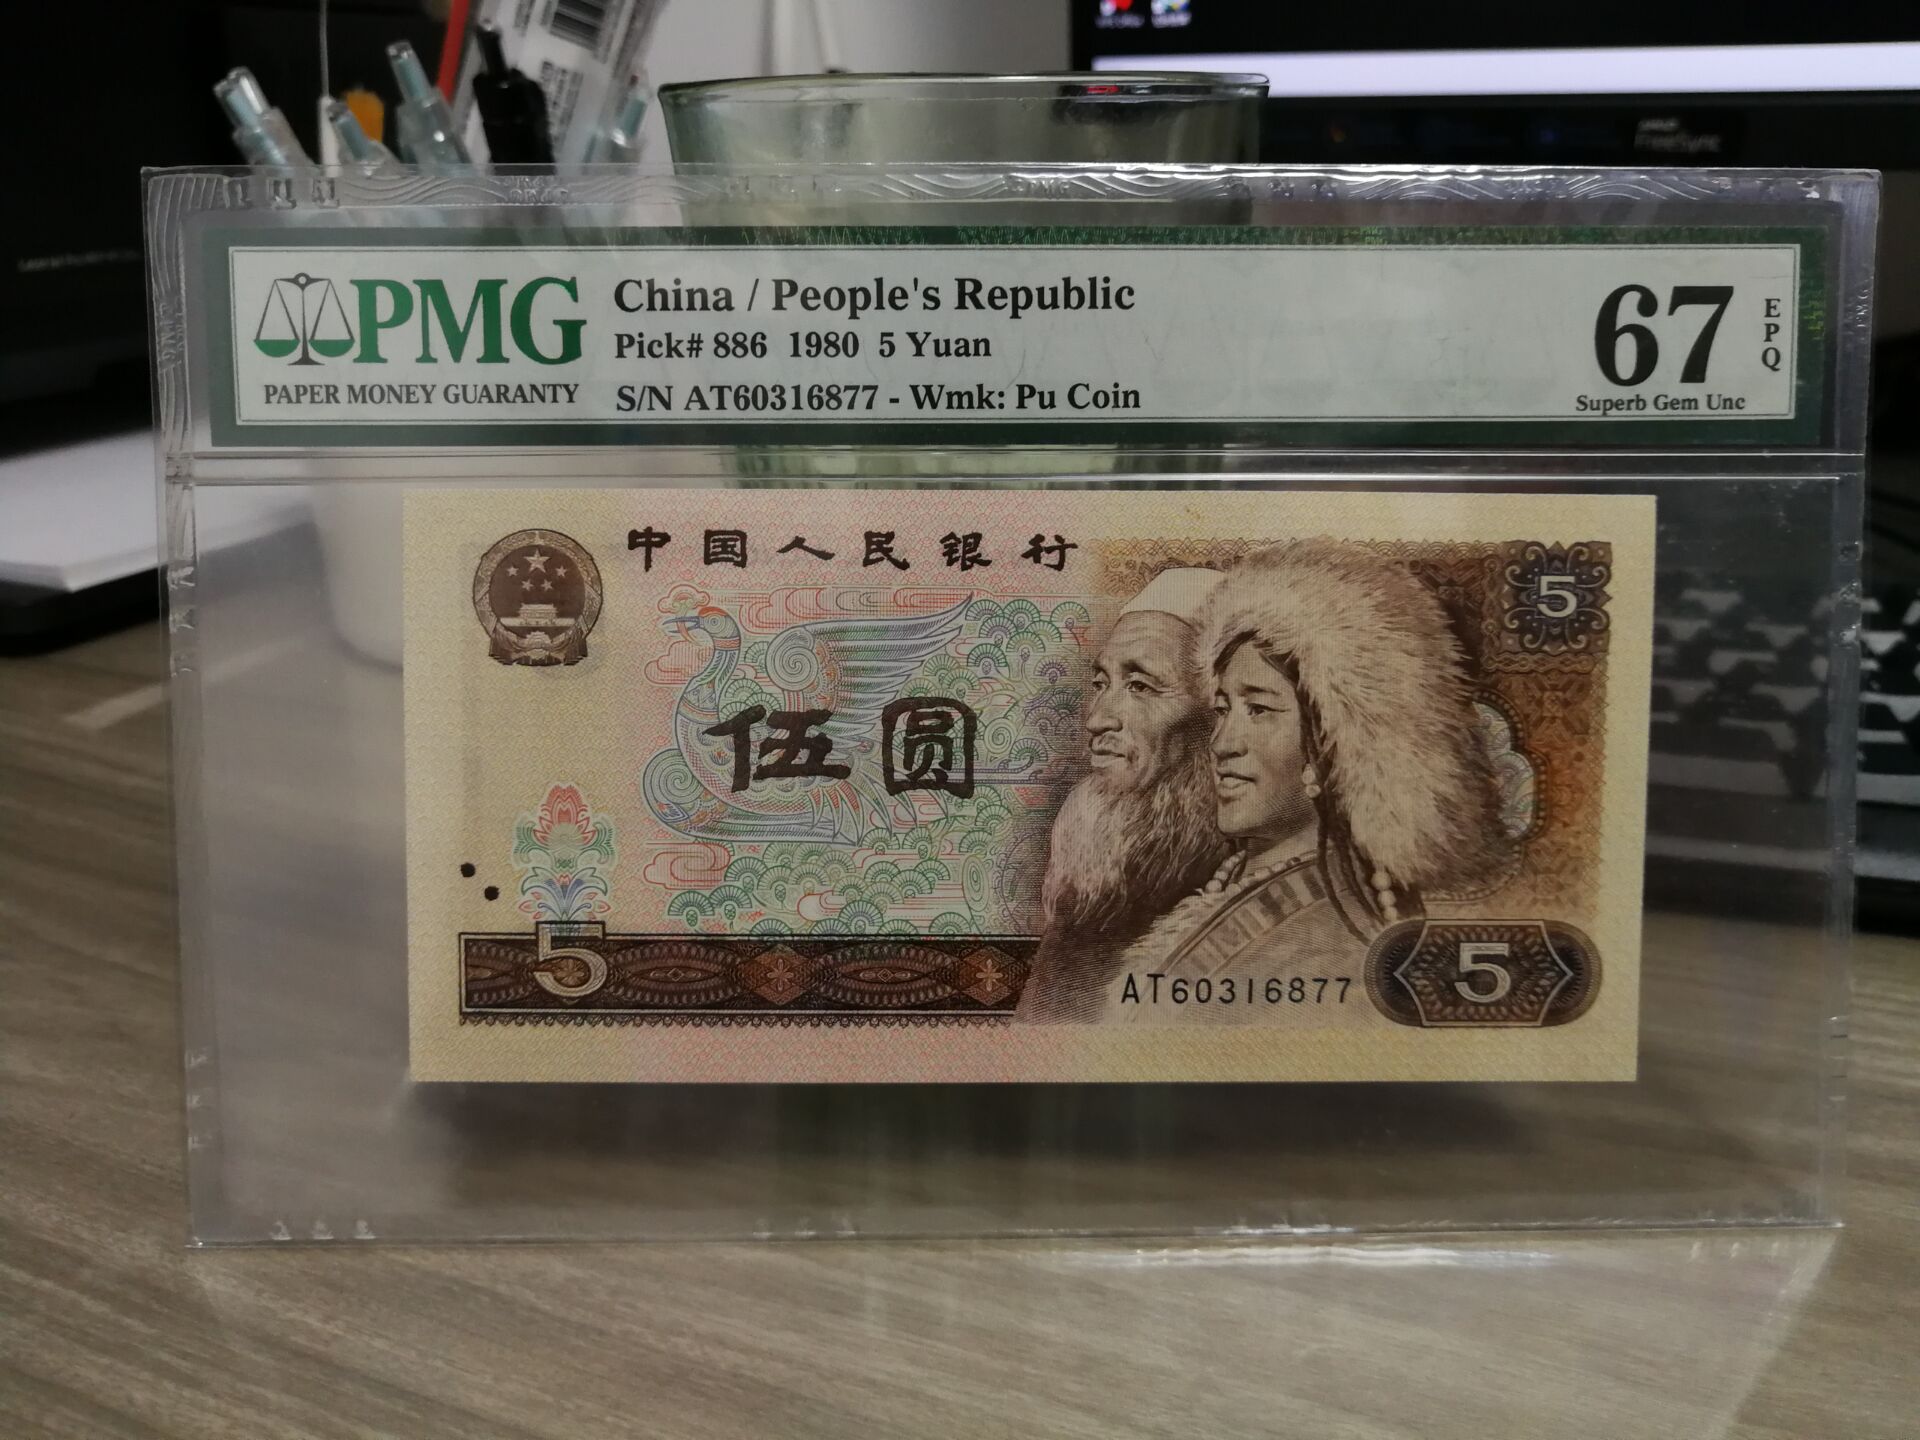 FreeSync
PMG
PAPER MONEY GUARANTY
China / People's Republic
Pick# 886 1980 5 Yuan
S/N AT60316877 - Wmk: Pu Coin
67
EPQ
Superb Gem Unc
中国人民银行
5
伍圆
5
AT60316877
5